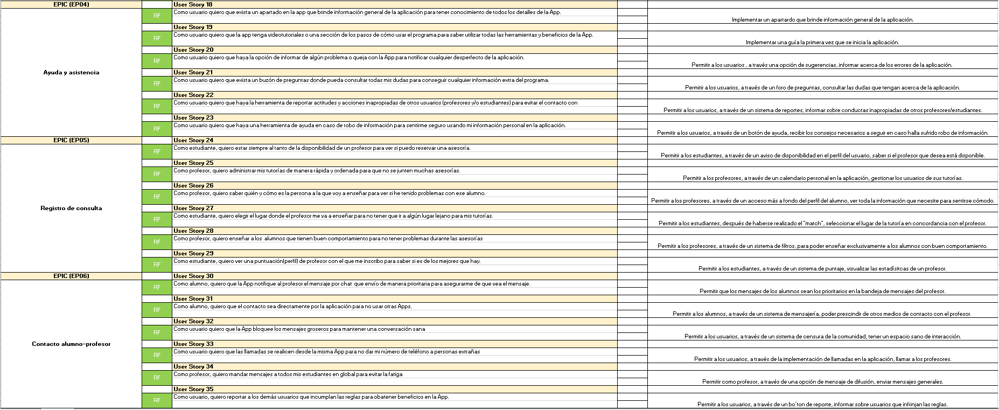 EPIC (EP04)
User Story 18
RF
Como usuario quiero que exista un apartado en la app que brinde información general de la aplicación para tener conocimiento de todos los detalles de la App.
Implementar un apartardo que brinde información general de la aplicación.
User Story 19
RF
Como usuario quiero que la app tenga videotutoriales o una sección de los pasos de cómo usar el programa para saber utilizar todas las herramientas y beneficios de la App.
Implementar una guía la primera vez que se inicia la aplicación.
User Story 20
RF
Como usuario quiero que haya la opción de informar de algún problema o queja con la App para notificar cualquier desperfecto de la aplicación.
Permitir a los usuarios , a través una opción de sugerencias, informar acerca de los errores de la aplicación.
Ayuda y asistencia
User Story 21
RF
Como usuario quiero que exista un buzón de preguntas donde pueda consultar todas mis dudas para conseguir cualquier información extra del programa.
Permitir a los usuarios, a través de un foro de preguntas, consultar las dudas que tengan acerca de la aplicación.
User Story 22
RF
Como usuario quiero que haya la herramienta de reportar actitudes y acciones inapropiadas de otros usuarios (profesores y/o estudiantes) para evitar el contacto con
Permitir a los usuarios, a través de un sistema de reportes, informar sobre conductas inapropiadas de otros profesores/estudiantes.
User Story 23
RF
Como usuario quiero que haya una herramienta de ayuda en caso de robo de información para sentirme seguro usando mi información personal en la aplicación.
Permitir a los usuarios, a través de un botón de ayuda, recibir los consejos necesarios a seguir en caso halla sufrido robo de información.
EPIC (EP05)
User Story 24
RF
Como estudiante, quiero estar siempre al tanto de la disponibilidad de un profesor para ver si puedo reservar una asesoría.
Permitir a los estudiantes, a través de un aviso de disponibilidad en el perfil del usuario, saber si el profesor que desea está disponible.
User Story 25
RF
Como profesor, quiero administrar mis tutorías de manera rápida y ordenada para que no se junten muchas asesorías.
Permitir a los profesores, a través de un calendario personal en la aplicación, gestionar los usuarios de sus tutorías.
User Story 26
RF
Como profesor, quiero saber quién y cómo es la persona a la que voy a enseñar para ver si he tenido problemas con ese alumno.
Permitir a los profesores, a través de un acceso más a fondo del perfil del alumno, ver toda la información que necesite para sentirse cómodo.
Registro de consulta
User Story 27
RF
Como estudiante, quiero elegir el lugar donde el profesor me va a enseñar para no tener que ir a algún lugar lejano para mis tutorías.
Permitir a los estudiantes, después de haberse realizado el "match", seleccionar el lugar de la tutoría en concordancia con el profesor.
User Story 28
RF
Como profesor, quiero enseñar a los alumnos que tienen buen comportamiento para no tener problemas durante las asesorías
Permitir a los profesores, a través de un sistema de filtros, para poder enseñar exclusivamente a los alumnos con buen comportamiento.
User Story 29
RF
Como estudiante, quiero ver una puntuación(perfil) de profesor con el que me inscribo para saber si es de los mejores que hay.
Permitir a los estudiantes, a través de un sistema de puntaje, visualizar las estadísitcas de un profesor.
EPIC (EP06)
User Story 30
RF
Como alumno, quiero que la App notifique al profesor el mensaje por chat que envío de manera prioritaria para asegurarme de que vea el mensaje.
Permitir que los mensajes de los alumnos sean los prioritarios en la bandeja de mensajes del profesor.
User Story 31
RF
Como alumno, quiero que el contacto sea directamente por la aplicación para no usar otras Apps.
Permitir a los alumnos, a través de un sistema de mensajería, poder prescindir de otros medios de contacto con el profesor.
User Story 32
RF
Como usuario quiero que la App bloquee los mensajes groseros para mantener una conversación sana
Permitir a los usuarios, a través de un sistema de censura de la comunidad, tener un espacio sano de interacción.
Contacto alumno-profesor
User Story 33
RF
Como usuario quiero que las llamadas se realicen desde la misma App para no dar mi número de teléfono a personas extrañas
Permitir a los usuarios, a través de la implementación de llamadas en la aplicación, llamar a los profesores.
User Story 34
RF
Como profesor, quiero mandar mensajes a todos mis estudiantes en global para evitar la fatiga
Permitir como profesor, a través de una opción de mensaje de difusión, enviar mensajes generales.
User Story 35
RF
Como usuario, quiero reportar a los demás usuarios que incumplan las reglas para obatener beneficios en la App.
Permitir a los usuarios, a través de un bo´ton de reporte, informar sobre usuarios que infrinjan las reglas.